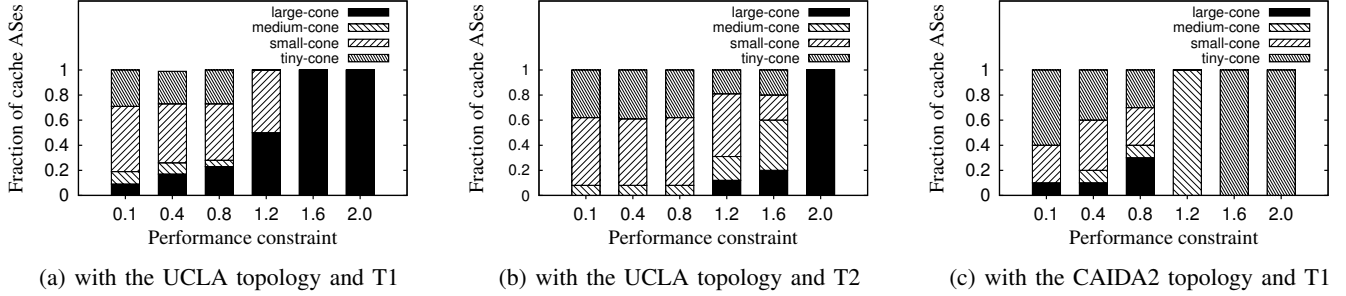 Fraction of cache ASes
large-cone
medium-cone
small-cone
tiny-cone
1
0.8
0.6
0.4
0.2
0
0.1 0.4 0.8 1.2 1.6 2.0
Performance constraint
(a) with the UCLA topology and T1
Fraction of cache ASes
large-cone
medium-cone
small-cone
tiny-cone
1
0.8
0.6
0.4
0.2
0
0.1 0.4 0.8 1.2 1.6 2.0
Performance constraint
(b) with the UCLA topology and T2
Fraction of cache ASes
large-cone
medium-cone
small-cone
tiny-cone
1
0.8
0.6
0.4
0.2
0
0.1 0.4 0.8 1.2 1.6 2.0
Performance constraint
(c) with the CAIDA2 topology and T1